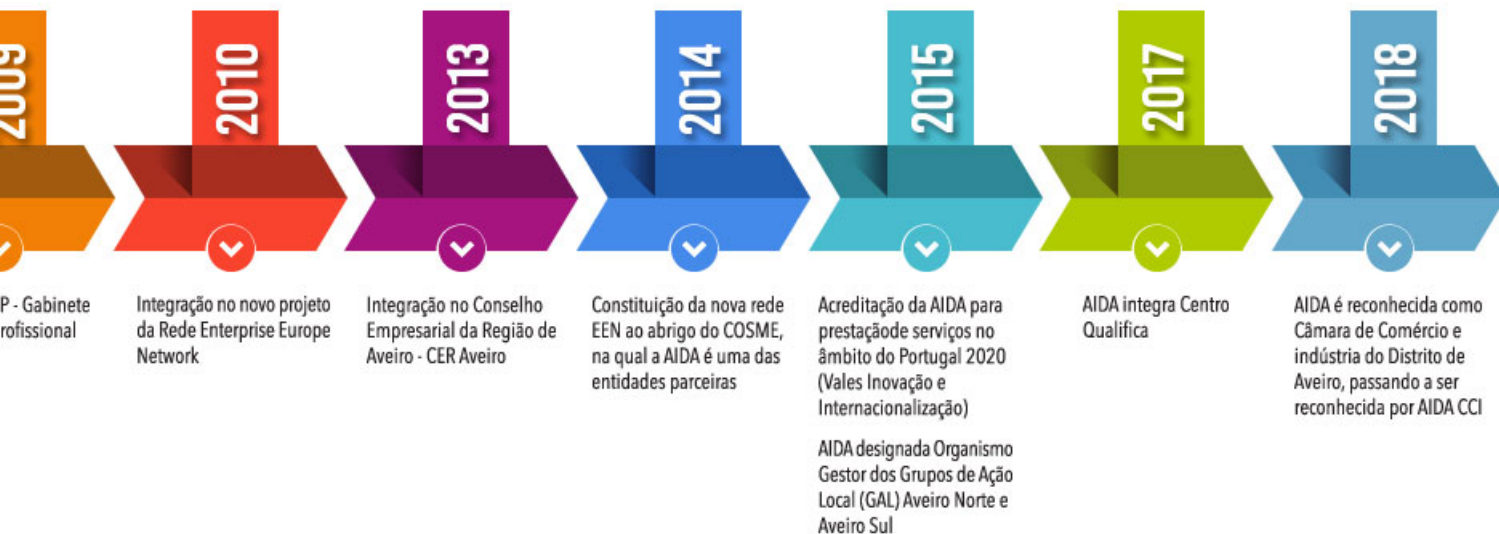 2009
P - Gabinete
rofissional
2010
Integração no novo projeto
da Rede Enterprise Europe
Network
2013
Integração no Conselho
Empresarial da Região de
Aveiro - CER Aveiro
2014
Constituição da nova rede
EEN ao abrigo do COSME,
na qual a AIDA é uma das
entidades parceiras
2015
Acreditação da AIDA para
prestaçãode serviços no
âmbito do Portugal 2020
(Vales Inovação e
Internacionalização)
AIDA designada Organismo
Gestor dos Grupos de Ação
Local (GAL) Aveiro Norte e
Aveiro Sul
2017
AIDA integra Centro
Qualifica
2018
AIDA é reconhecida como
Câmara de Comércio e
indústria do Distrito de
Aveiro, passando a ser
reconhecida por AIDA CCI